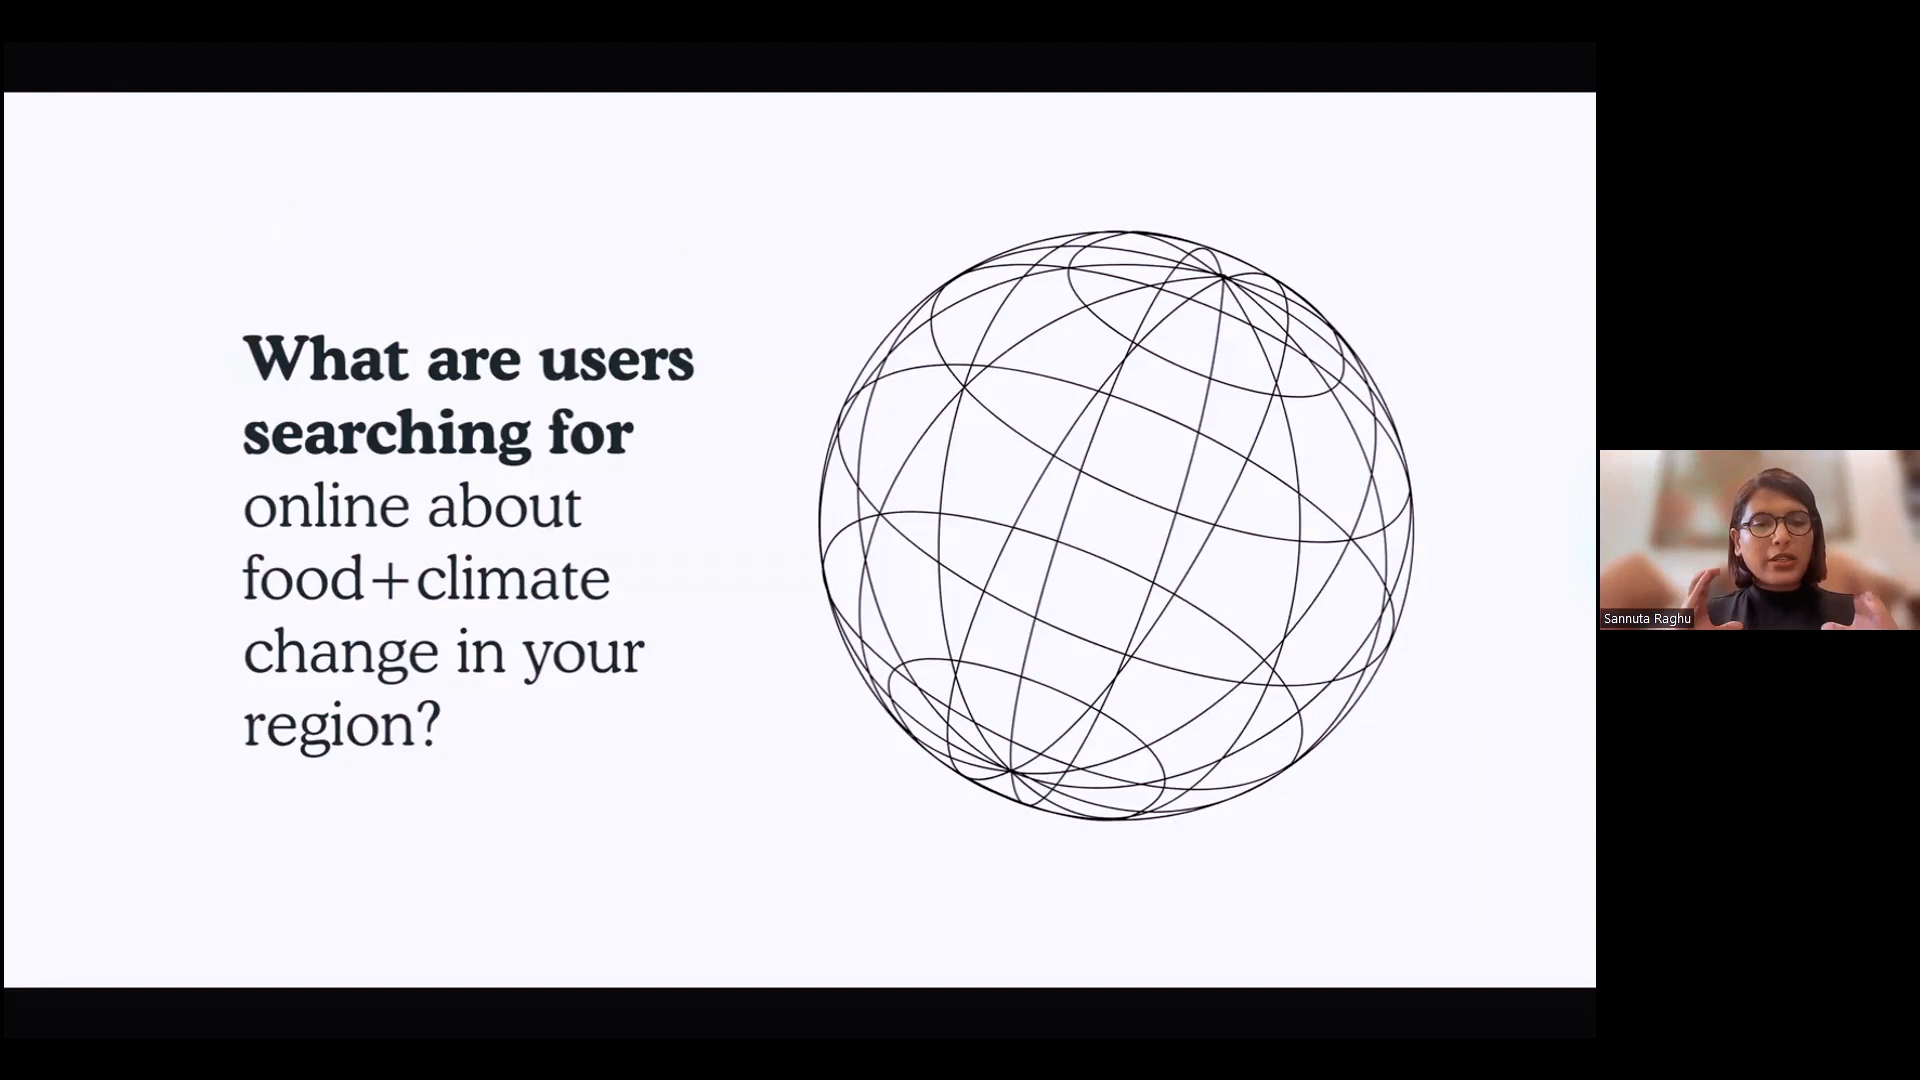 What are users
searching for
online about
food+climate
change in your
region?
Sannuta Raghu